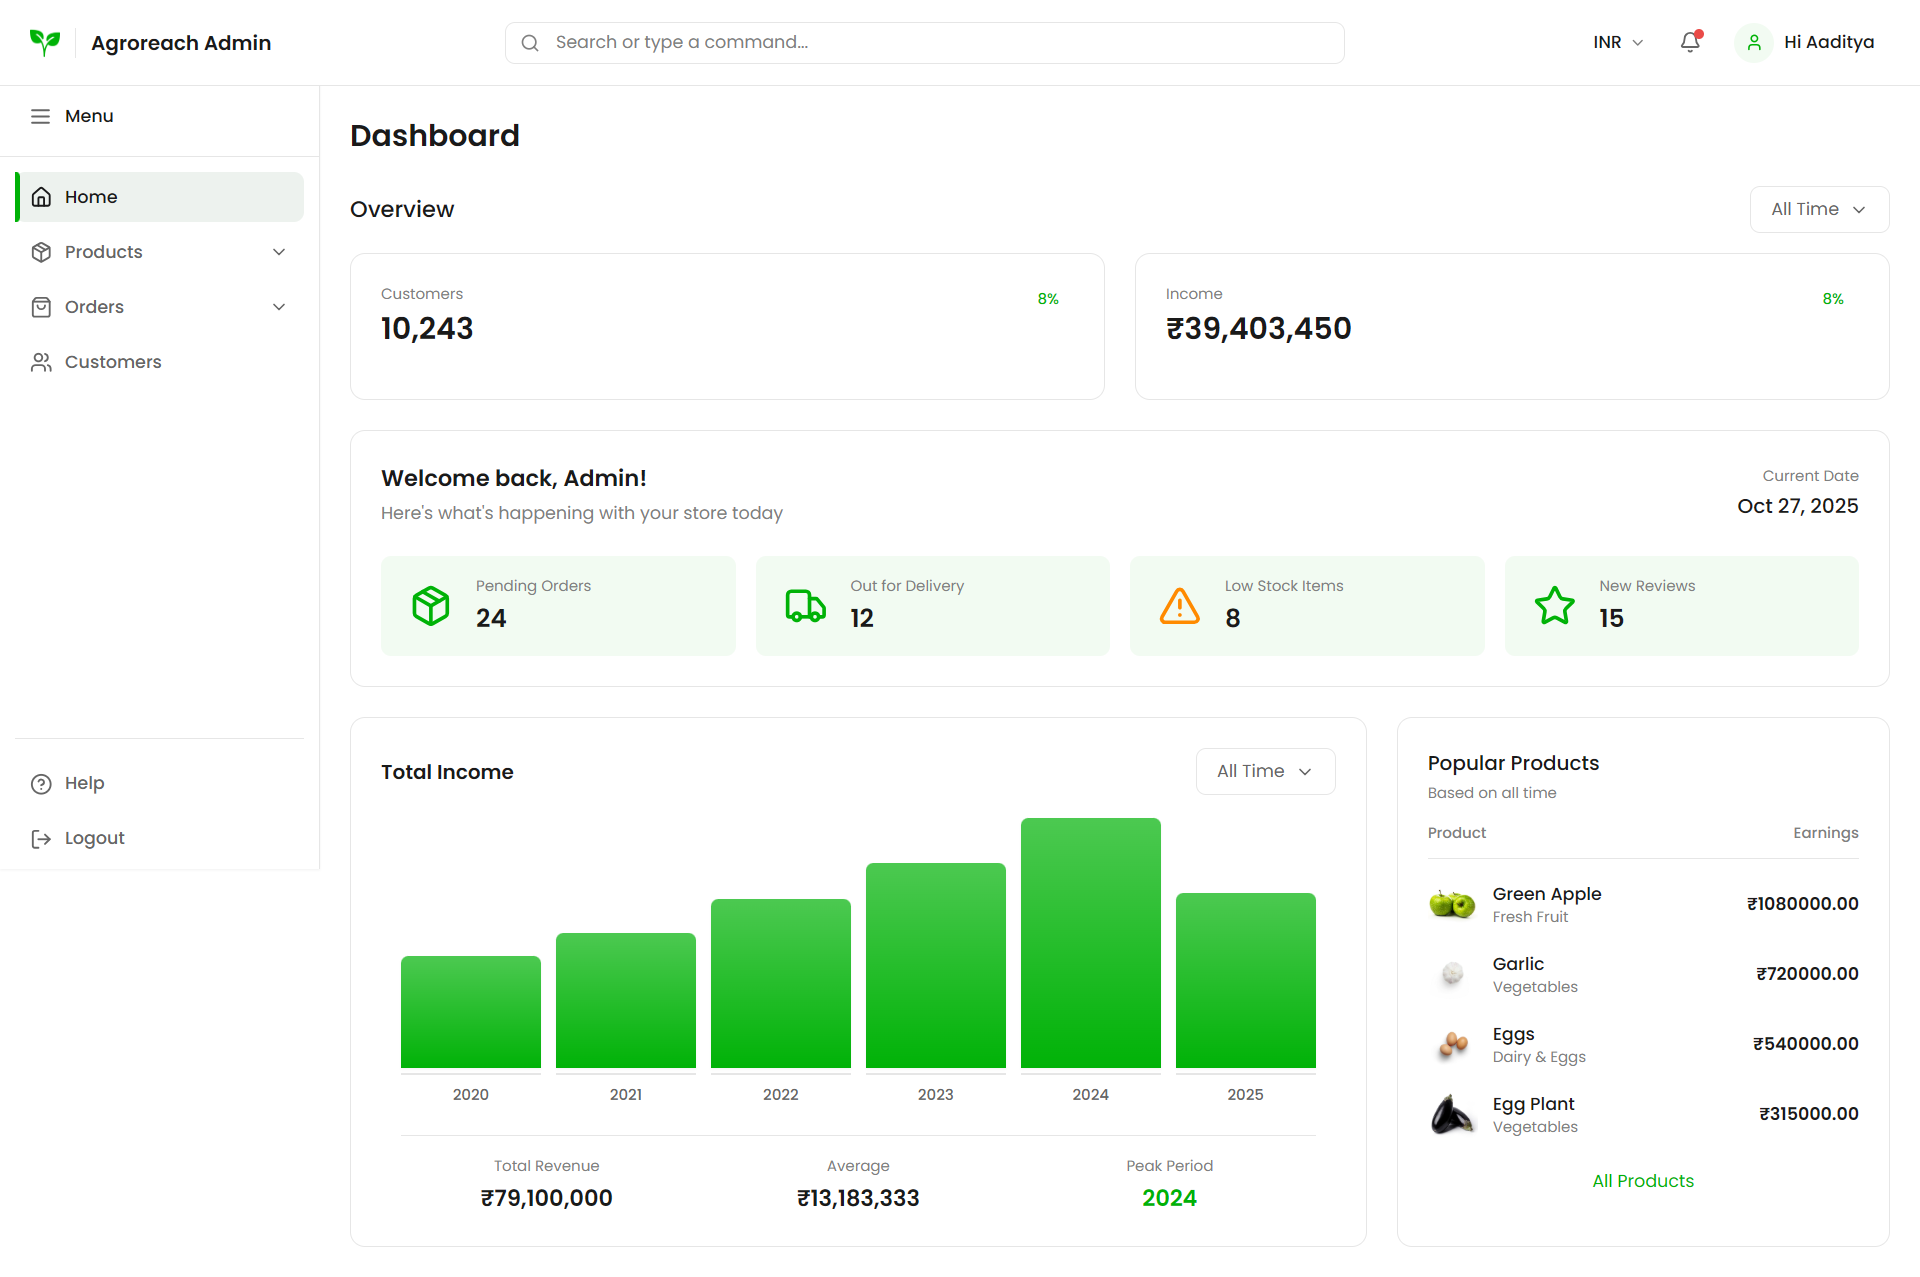 Agroreach Admin
Search or type a command...
INR
Hi Aaditya
Menu
Home
Products
Orders
Customers
Help
Logout
Dashboard
Overview
All Time
Customers
8%
10,243
Income
8%
₹39,403,450
Welcome back, Admin!
Here's what's happening with your store today
Current Date
Oct 27, 2025
Pending Orders
24
Out for Delivery
12
Low Stock Items
8
New Reviews
15
Total Income
All Time
2020
2021
2022
2023
2024
2025
Total Revenue
₹79,100,000
Average
₹13,183,333
Peak Period
2024
Popular Products
Based on all time
Product Earnings
Green Apple
Fresh Fruit
₹1080000.00
Garlic
Vegetables
₹720000.00
Eggs
Dairy & Eggs
₹540000.00
Egg Plant
Vegetables
₹315000.00
All Products